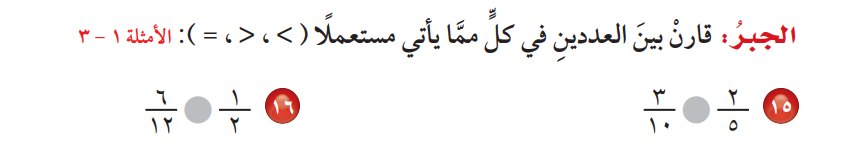 الجبرُ: قارنْ بينَ العددينِ في كلٍّ ممَّا يأتي مستعملًا ( > ، < ، = ): الأمثلة ١ – ٣
١٥ ٢/٥ ● ٣/١٠ ١٦ ١/٢ ● ٦/١٢